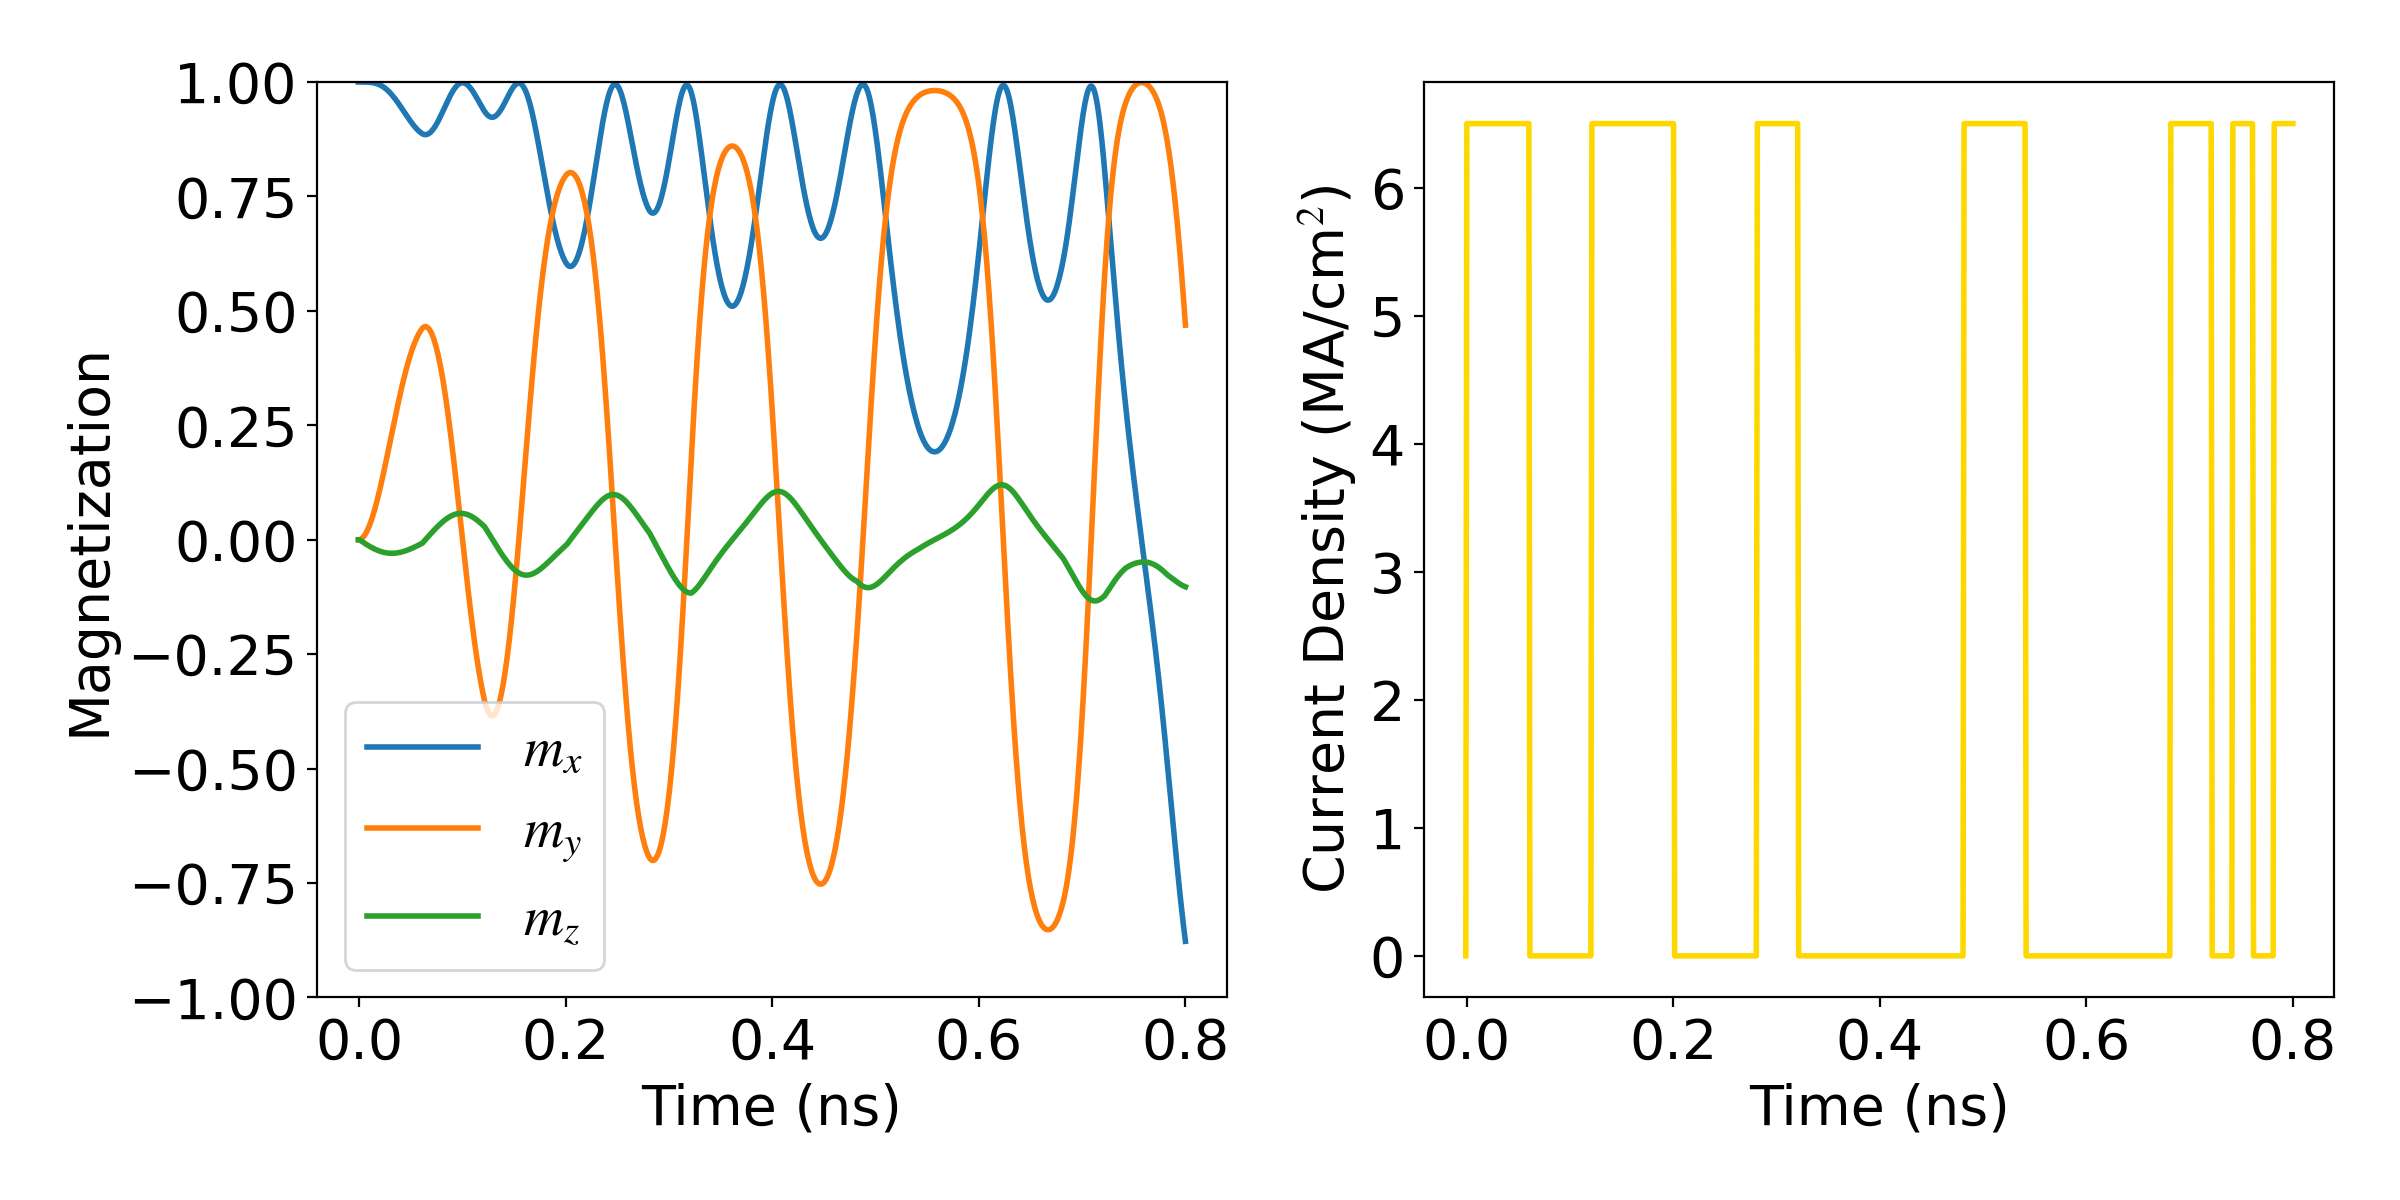 Magnetization
1.00
0.75
0.50
0.25
0.00
−0.25
−0.50
−0.75
−1.00
0.0 0.2 0.4 0.6 0.8
Time (ns)
m_x
m_y
m_z
Current Density (MA/cm²)
6
5
4
3
2
1
0
0.0 0.2 0.4 0.6 0.8
Time (ns)